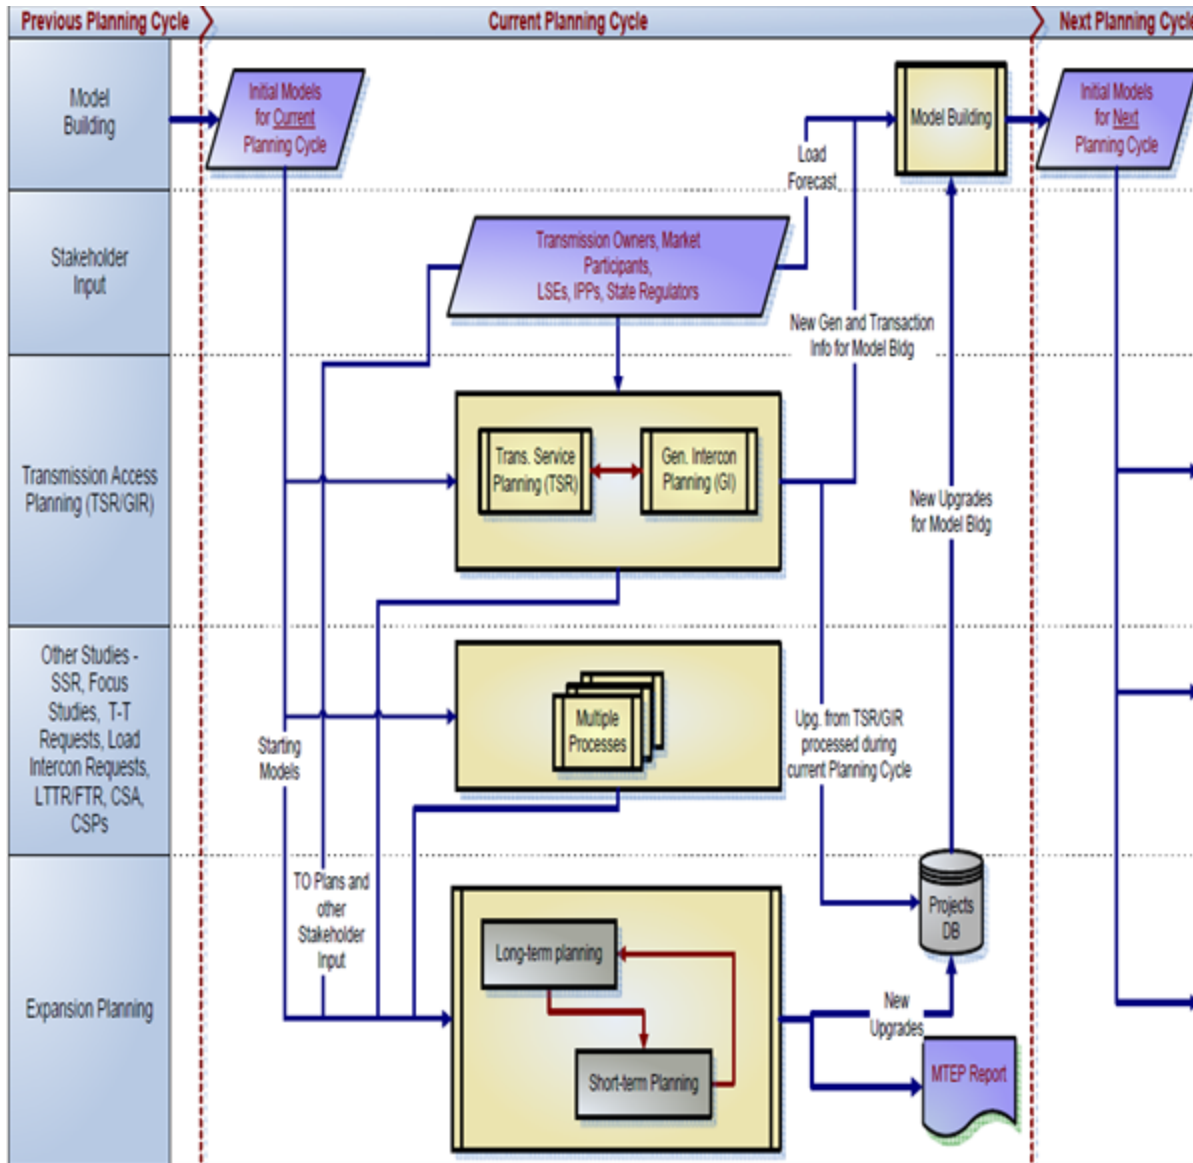 Previous Planning Cycle
Current Planning Cycle
Next Planning Cycle
Model
Building
Initial Models
for Current
Planning Cycle
Model Building
Initial Models
for Next
Planning Cycle
Load
Forecast
Stakeholder
Input
Transmission Owners, Market
Participants,
LSEs, IPPs, State Regulators
New Gen and Transaction
Info for Model Bldg
Transmission Access
Planning (TSR/GIR)
Trans. Service
Planning (TSR)
Gen. Intercon
Planning (GI)
New Upgrades
for Model Bldg
Other Studies -
SSR, Focus
Studies, T-T
Requests, Load
Intercon Requests,
LTTR/FTR, CSA,
CSPs
Starting
Models
Multiple
Processes
Upg. from TSR/GIR
processed during
current Planning Cycle
Expansion Planning
TO Plans and
other
Stakeholder
Input
Long-term planning
Short-term Planning
Projects
DB
New
Upgrades
MTEP Report